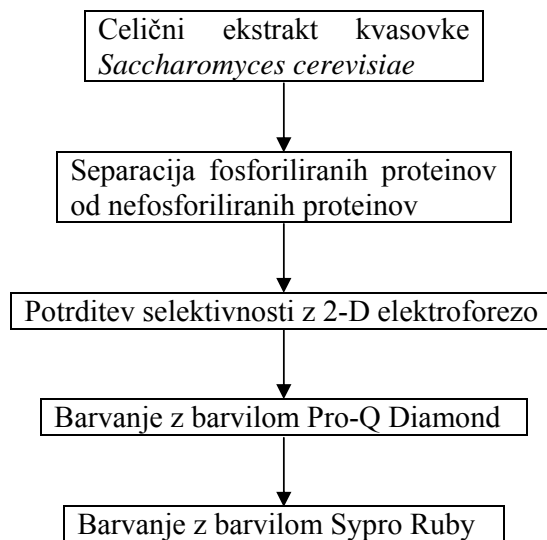 Celični ekstrakt kvasovke
Saccharomyces cerevisiae
Separacija fosforiliranih proteinov
od nefosforiliranih proteinov
Potrditev selektivnosti z 2-D elektroforezo
Barvanje z barvilom Pro-Q Diamond
Barvanje z barvilom Sypro Ruby